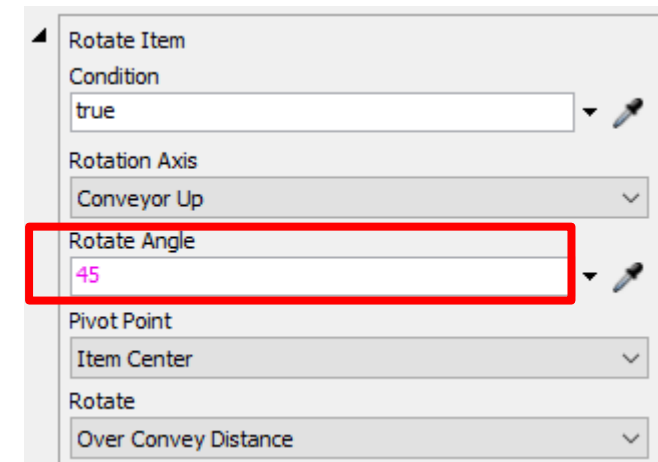 Rotate Item
Condition
true
Rotation Axis
Conveyor Up
Rotate Angle
45
Pivot Point
Item Center
Rotate
Over Convey Distance